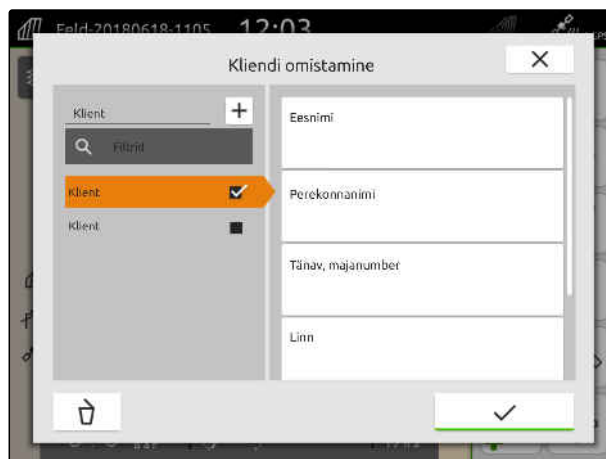 Feld-20180618-1105 12:03
Kliendi omistamine
Klient
Filtrid
Klient
Klient
Eesnimi
Perekonnanimi
Tänav, majanumber
Linn